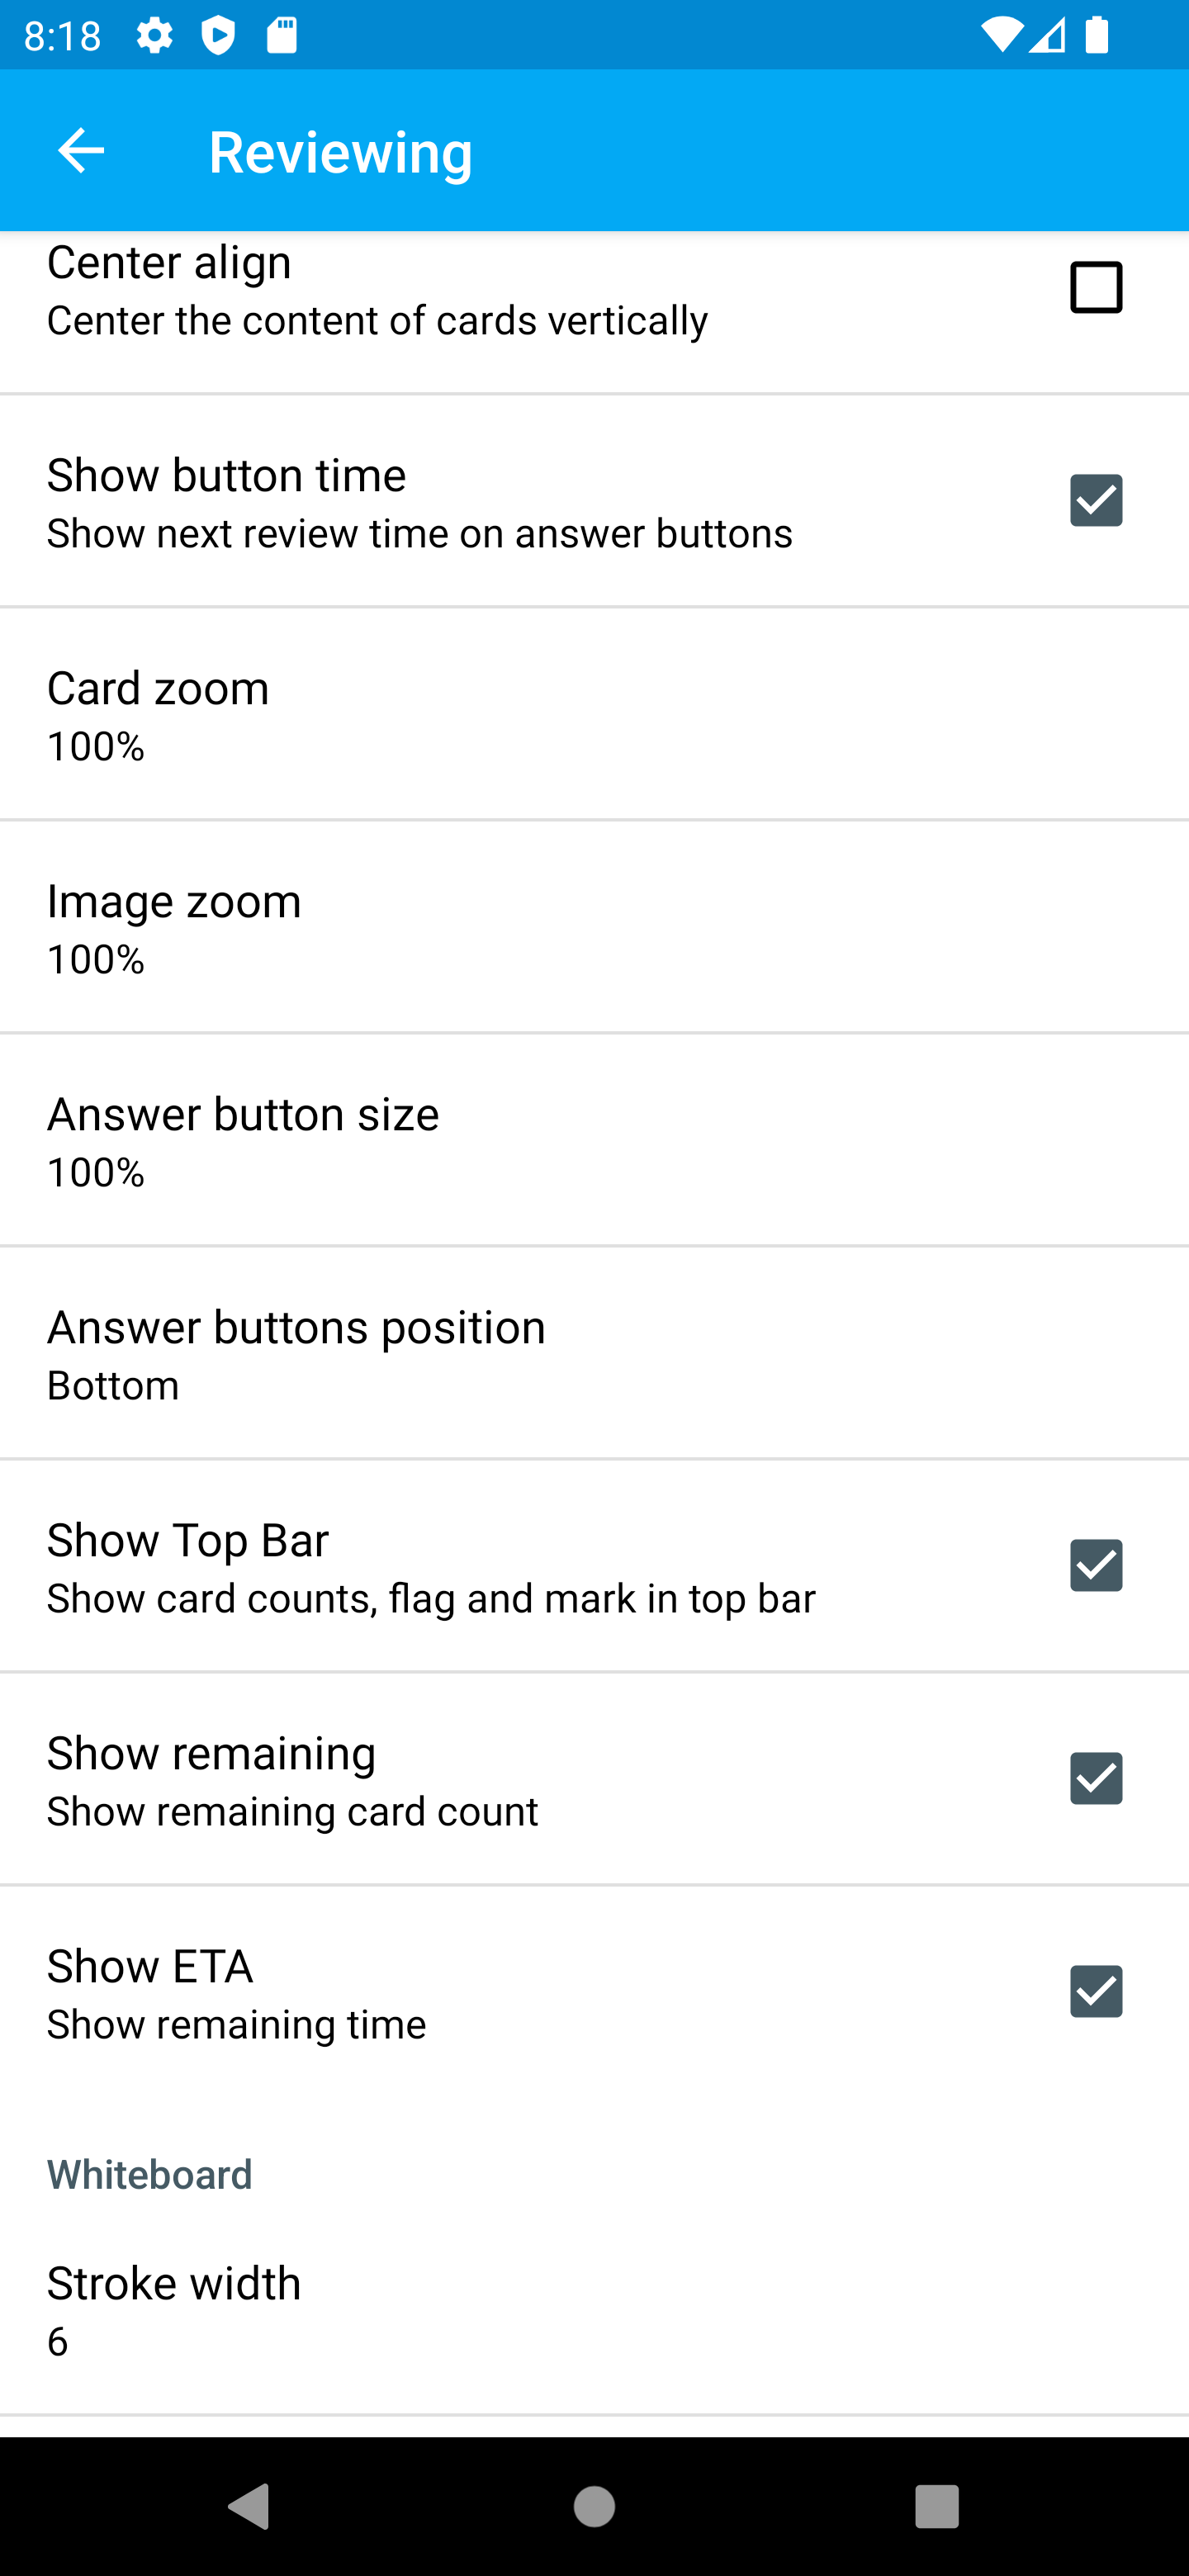 8:18
Reviewing
Center align
Center the content of cards vertically
Show button time
Show next review time on answer buttons
Card zoom
100%
Image zoom
100%
Answer button size
100%
Answer buttons position
Bottom
Show Top Bar
Show card counts, flag and mark in top bar
Show remaining
Show remaining card count
Show ETA
Show remaining time
Whiteboard
Stroke width
6